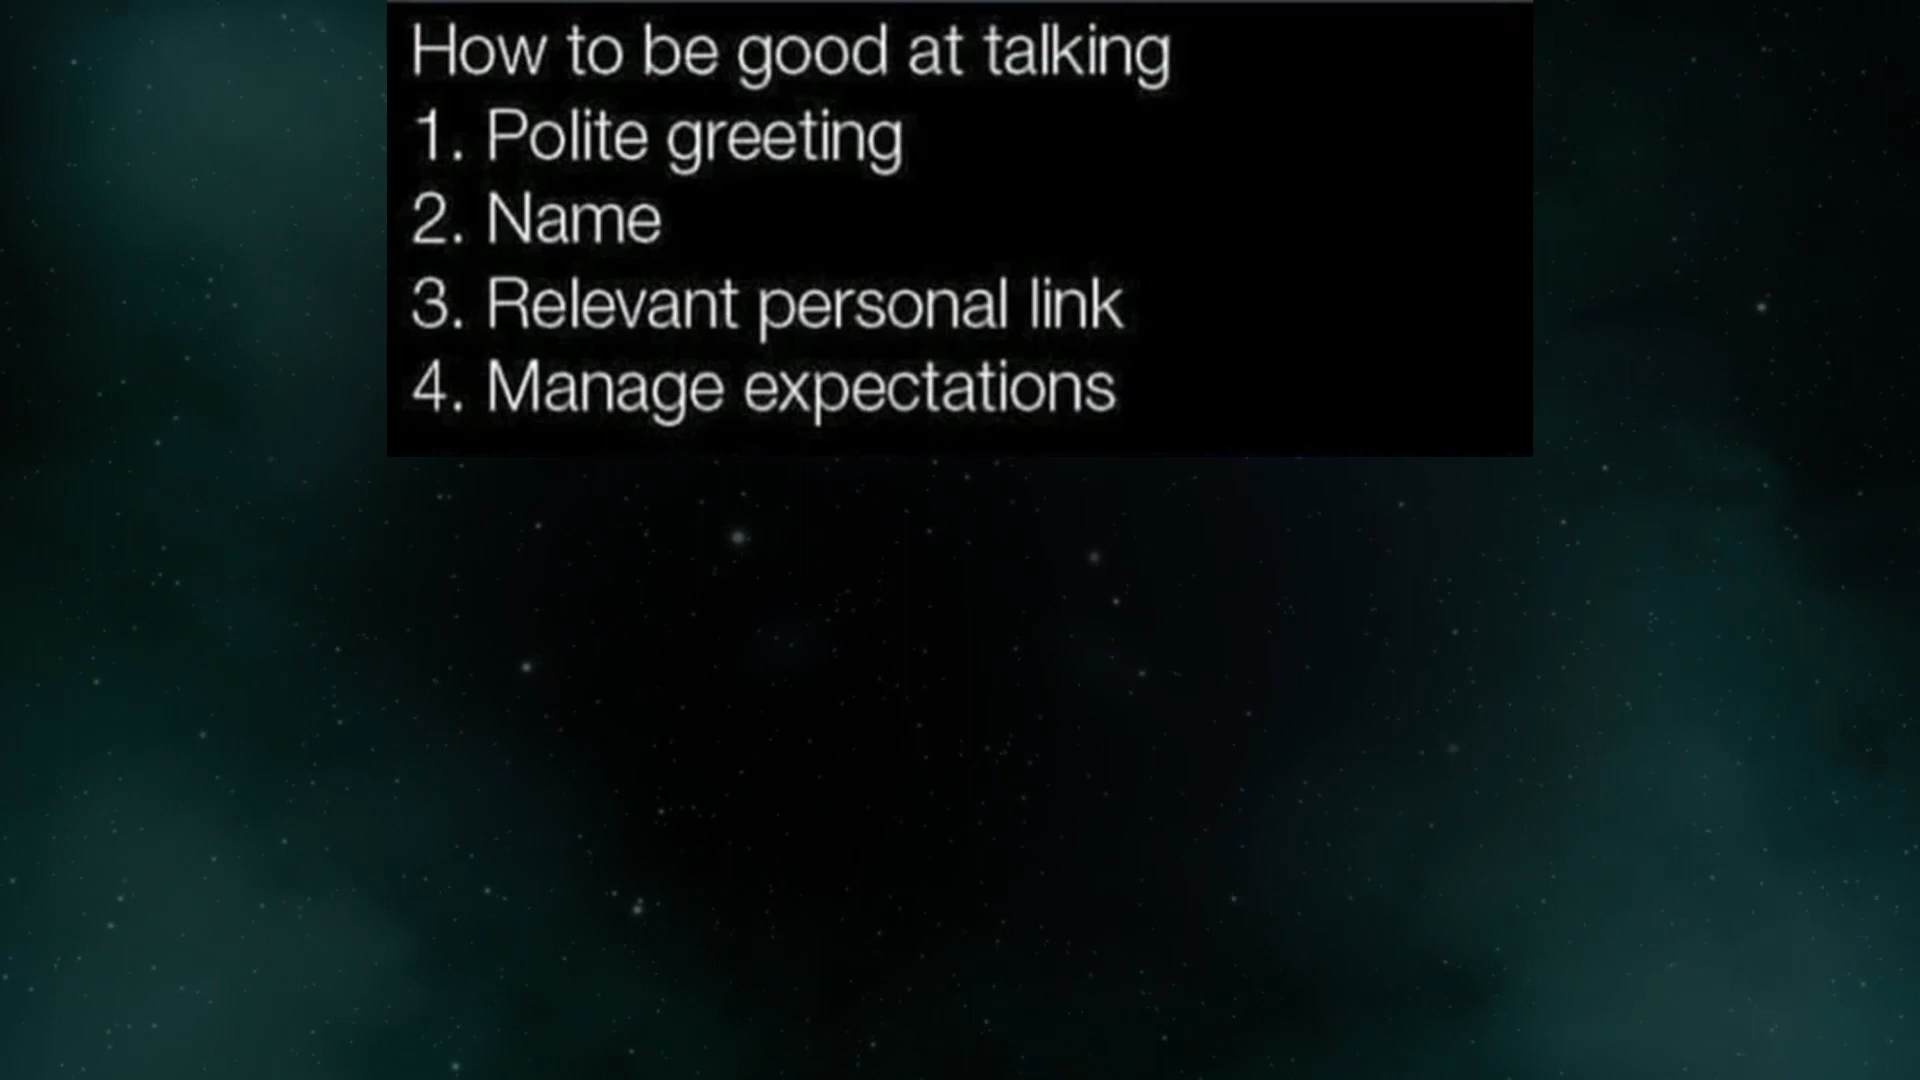 How to be good at talking
1. Polite greeting
2. Name
3. Relevant personal link
4. Manage expectations